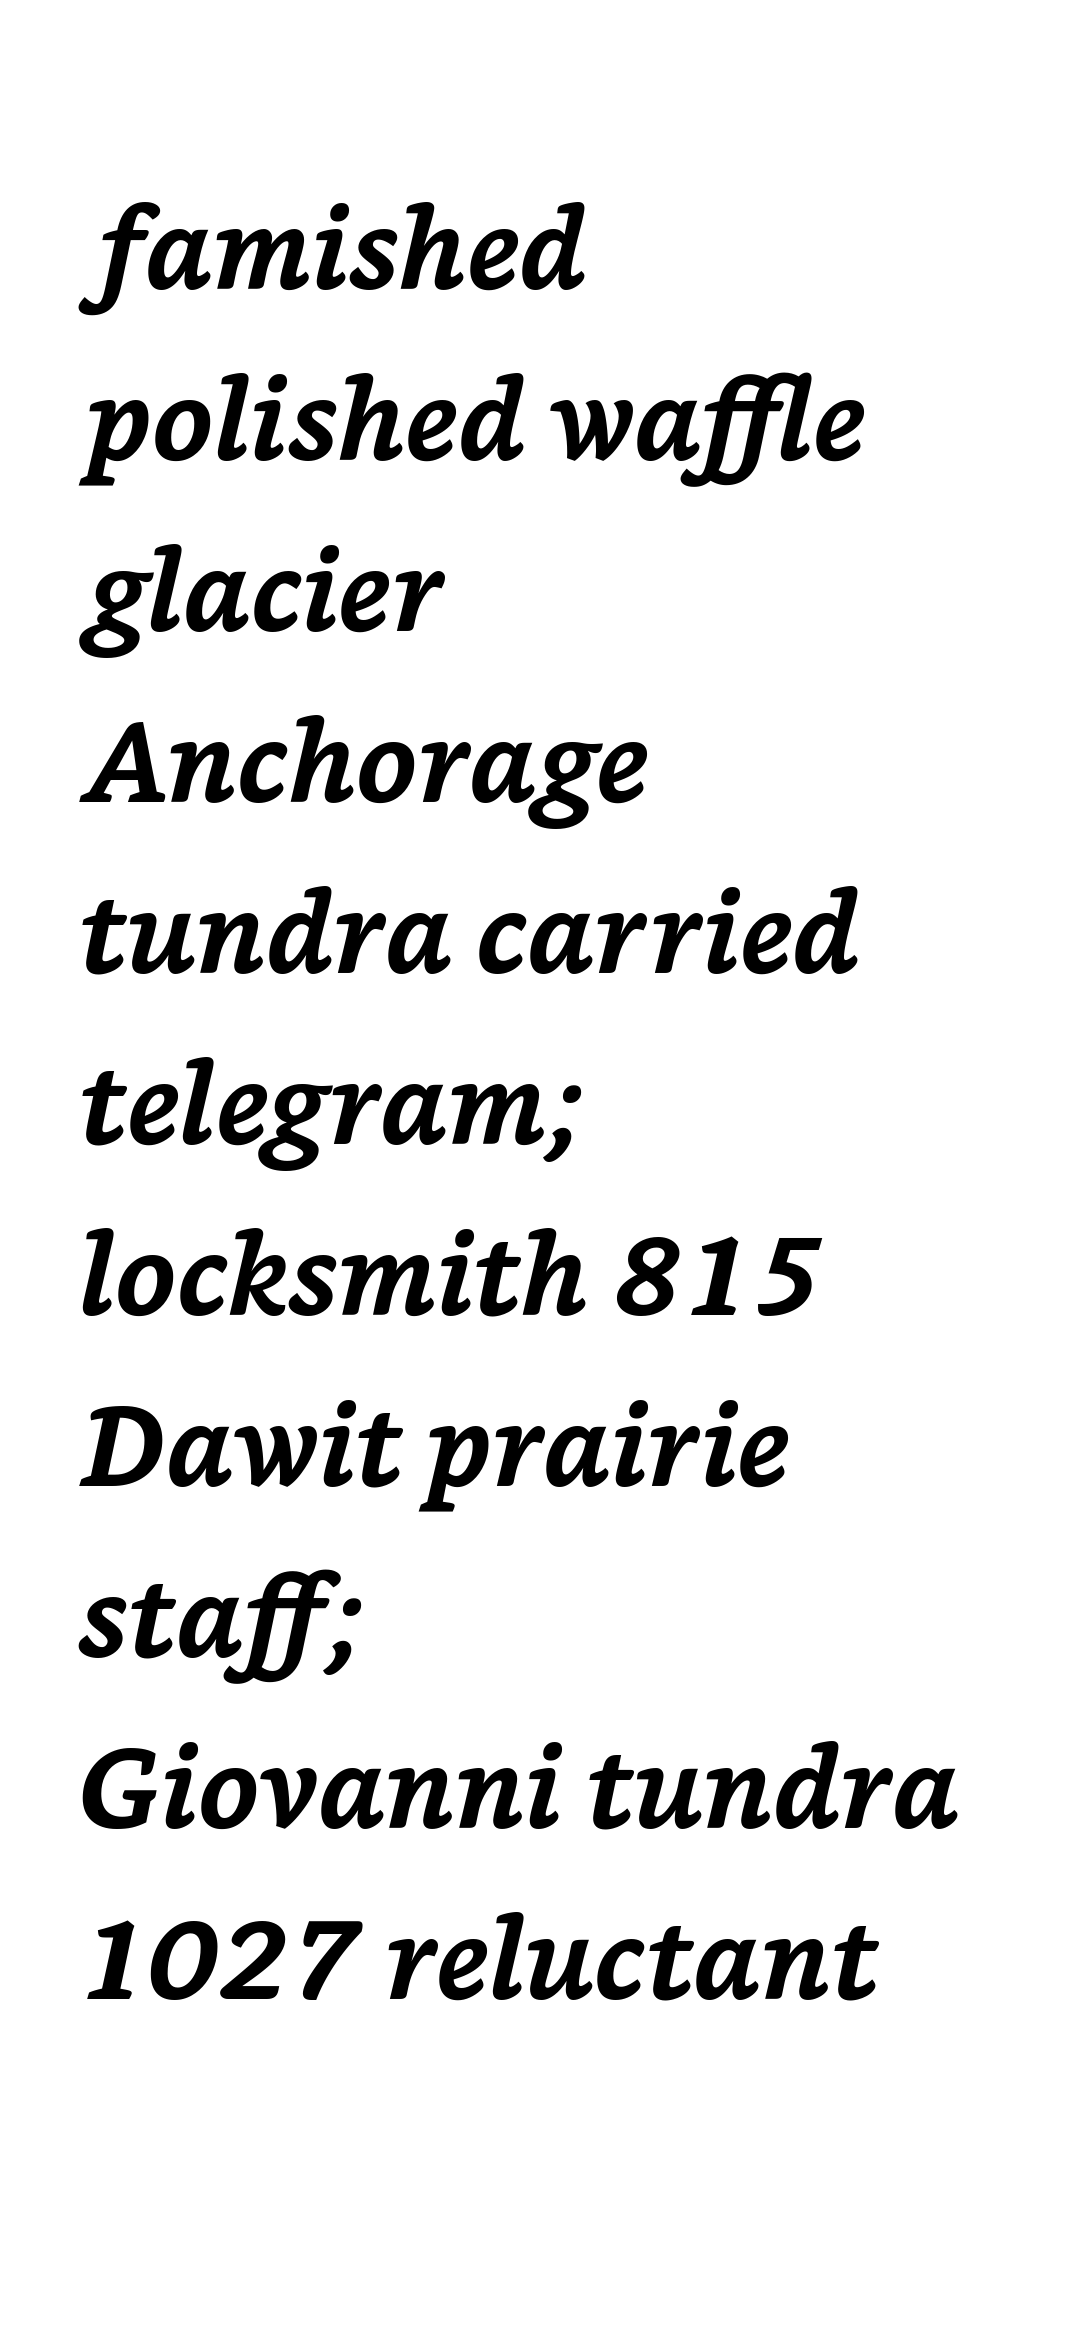 famished
polished waffle
glacier
Anchorage
tundra carried
telegram;
locksmith 815
Dawit prairie
staff;
Giovanni tundra
1027 reluctant